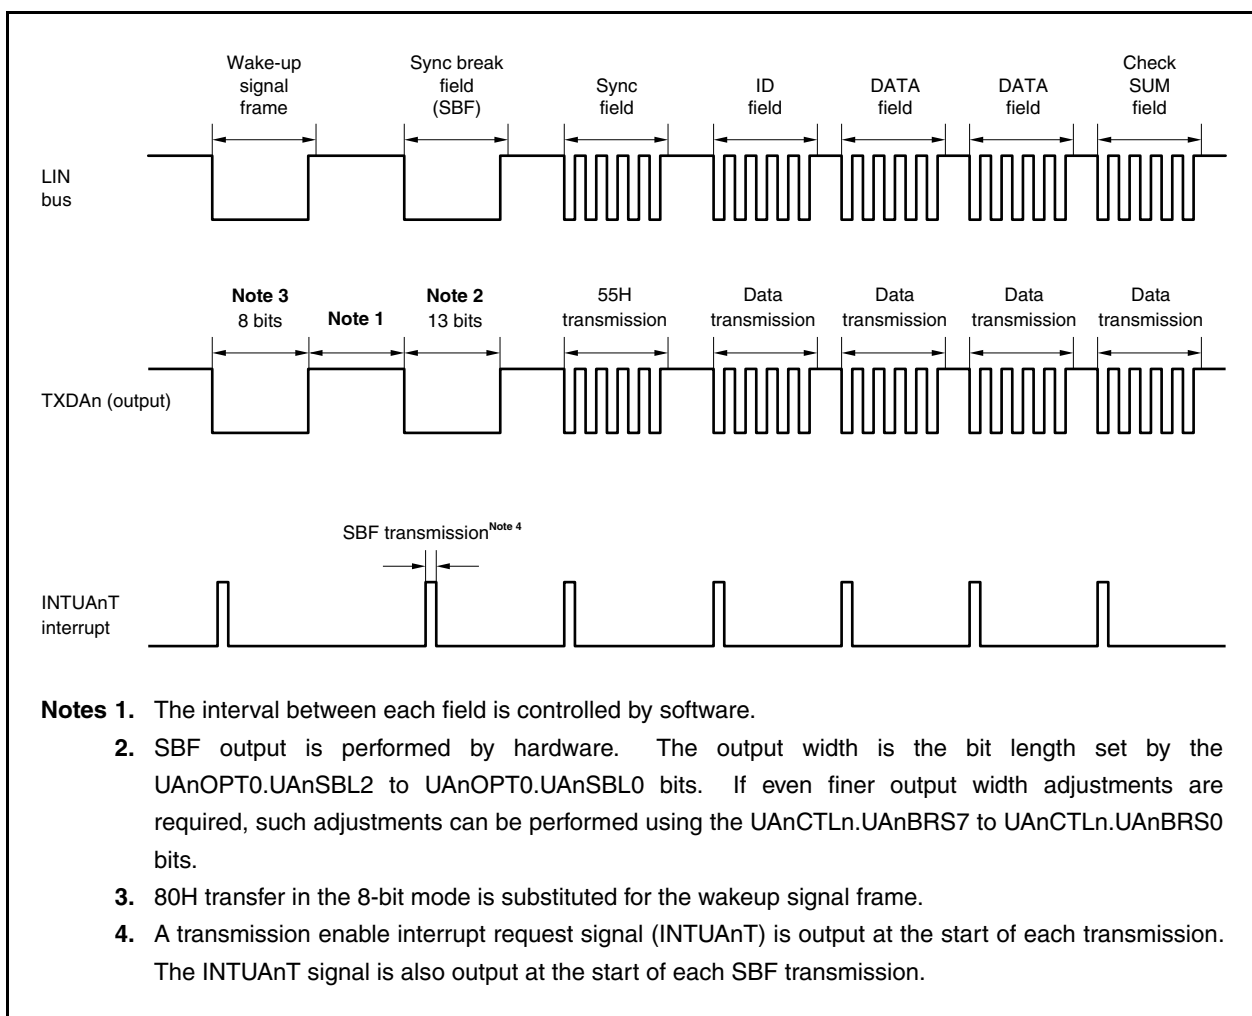 Wake-up
signal
frame
Sync break
field
(SBF)
Sync
field
ID
field
DATA
field
DATA
field
Check
SUM
field
LIN
bus
Note 3
8 bits
Note 1
Note 2
13 bits
55H
transmission
Data
transmission
Data
transmission
Data
transmission
Data
transmission
TXDAn (output)
SBF transmission Note 4
INTUAnT
interrupt
Notes 1. The interval between each field is controlled by software.
2. SBF output is performed by hardware. The output width is the bit length set by the
UAnOPT0.UAnSBL2 to UAnOPT0.UAnSBL0 bits. If even finer output width adjustments are
required, such adjustments can be performed using the UAnCTLn.UAnBRS7 to UAnCTLn.UAnBRS0
bits.
3. 80H transfer in the 8-bit mode is substituted for the wakeup signal frame.
4. A transmission enable interrupt request signal (INTUAnT) is output at the start of each transmission.
The INTUAnT signal is also output at the start of each SBF transmission.